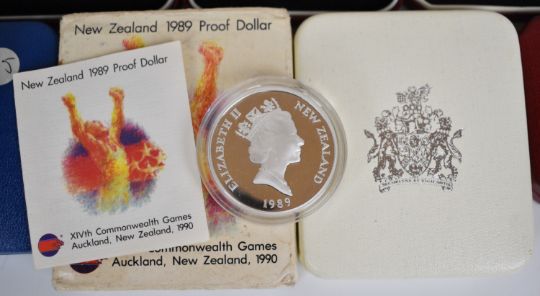 New Zealand 1989 Proof Dollar
New Zealand 1989 Proof Dollar
XIVth Commonwealth Games
Auckland, New Zealand, 1990
ELIZABETH II
NEW ZEALAND
1989
Commonwealth Games
Auckland, New Zealand, 1990